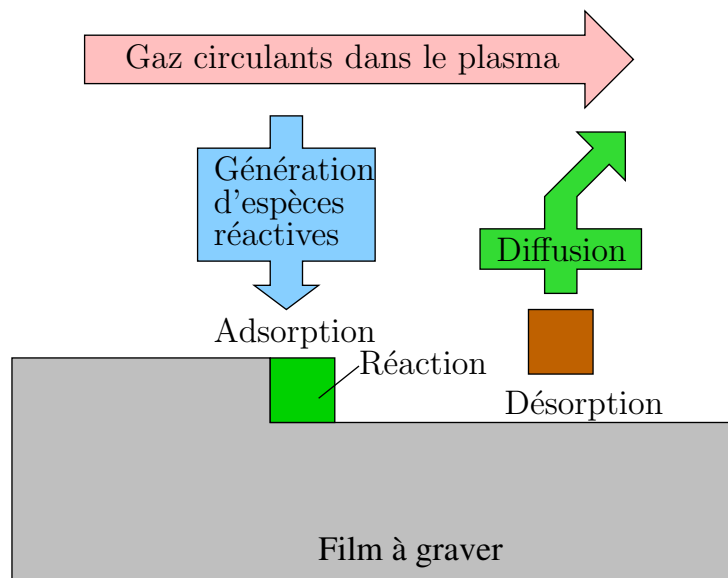 Gaz circulants dans le plasma
Génération
d'espèces
réactives
Diffusion
Adsorption
Réaction
Désorption
Film à graver